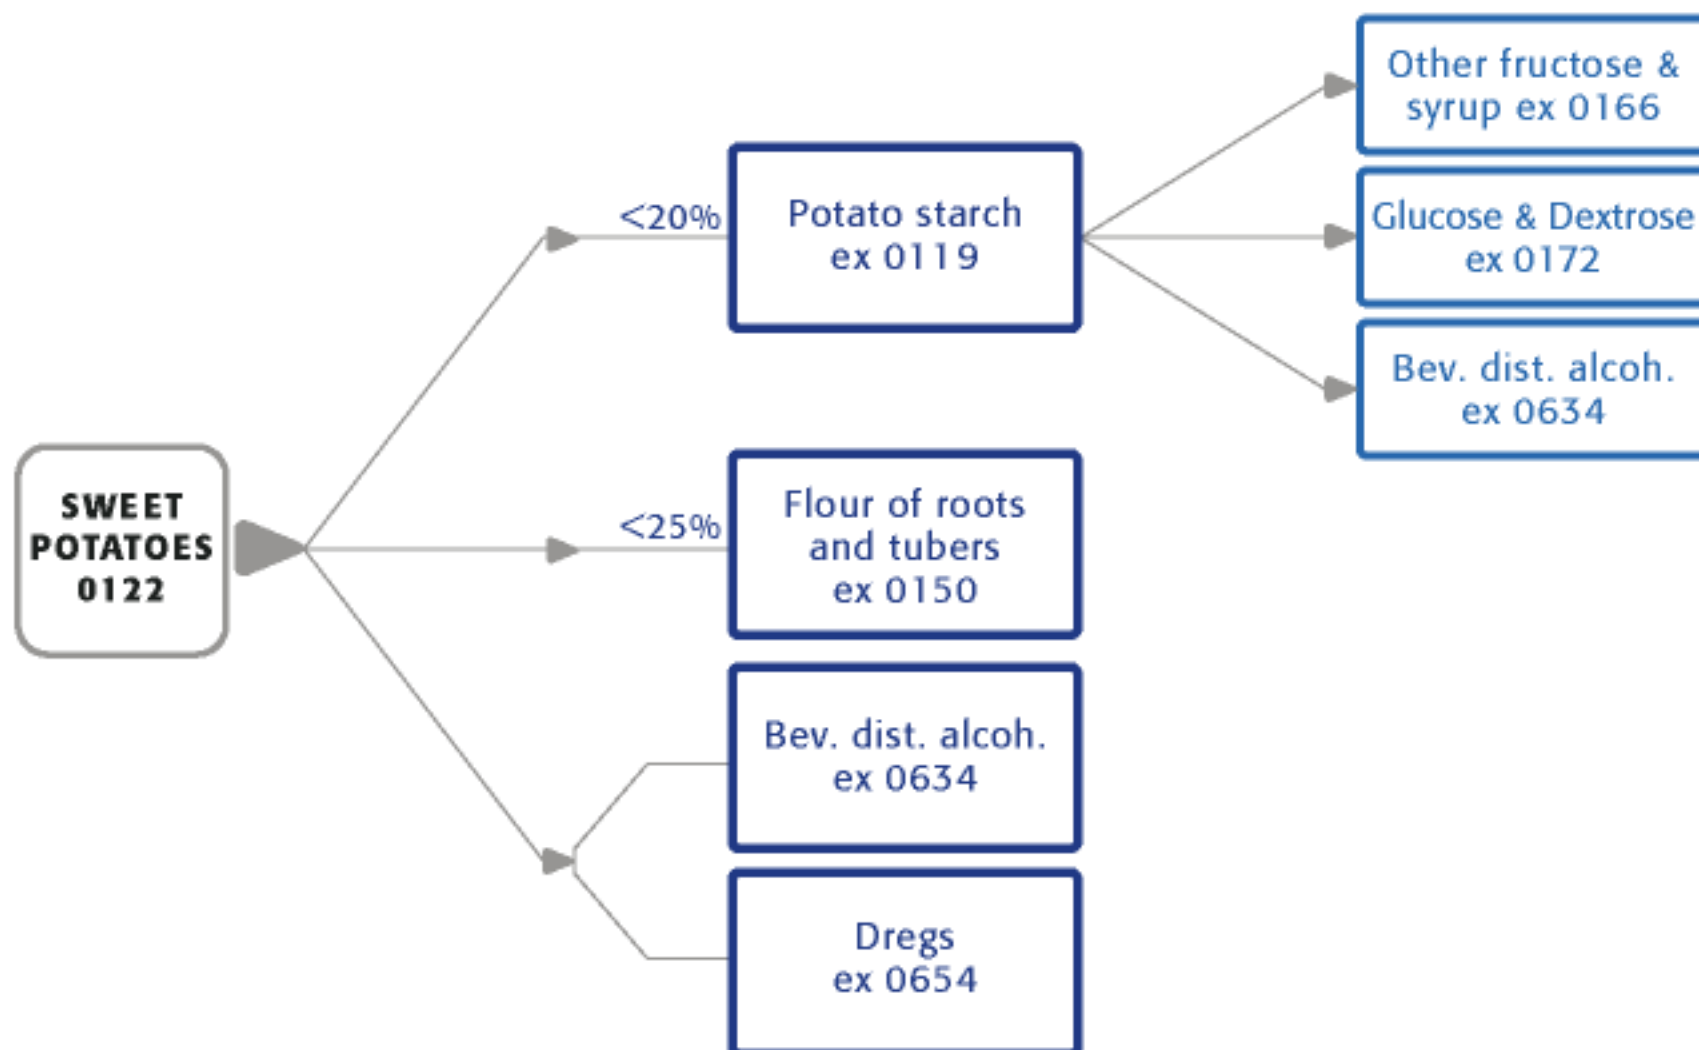 SWEET
POTATOES
0122
<20%
Potato starch
ex 0119
Other fructose &
syrup ex 0166
Glucose & Dextrose
ex 0172
Bev. dist. alcoh.
ex 0634
<25%
Flour of roots
and tubers
ex 0150
Bev. dist. alcoh.
ex 0634
Dregs
ex 0654